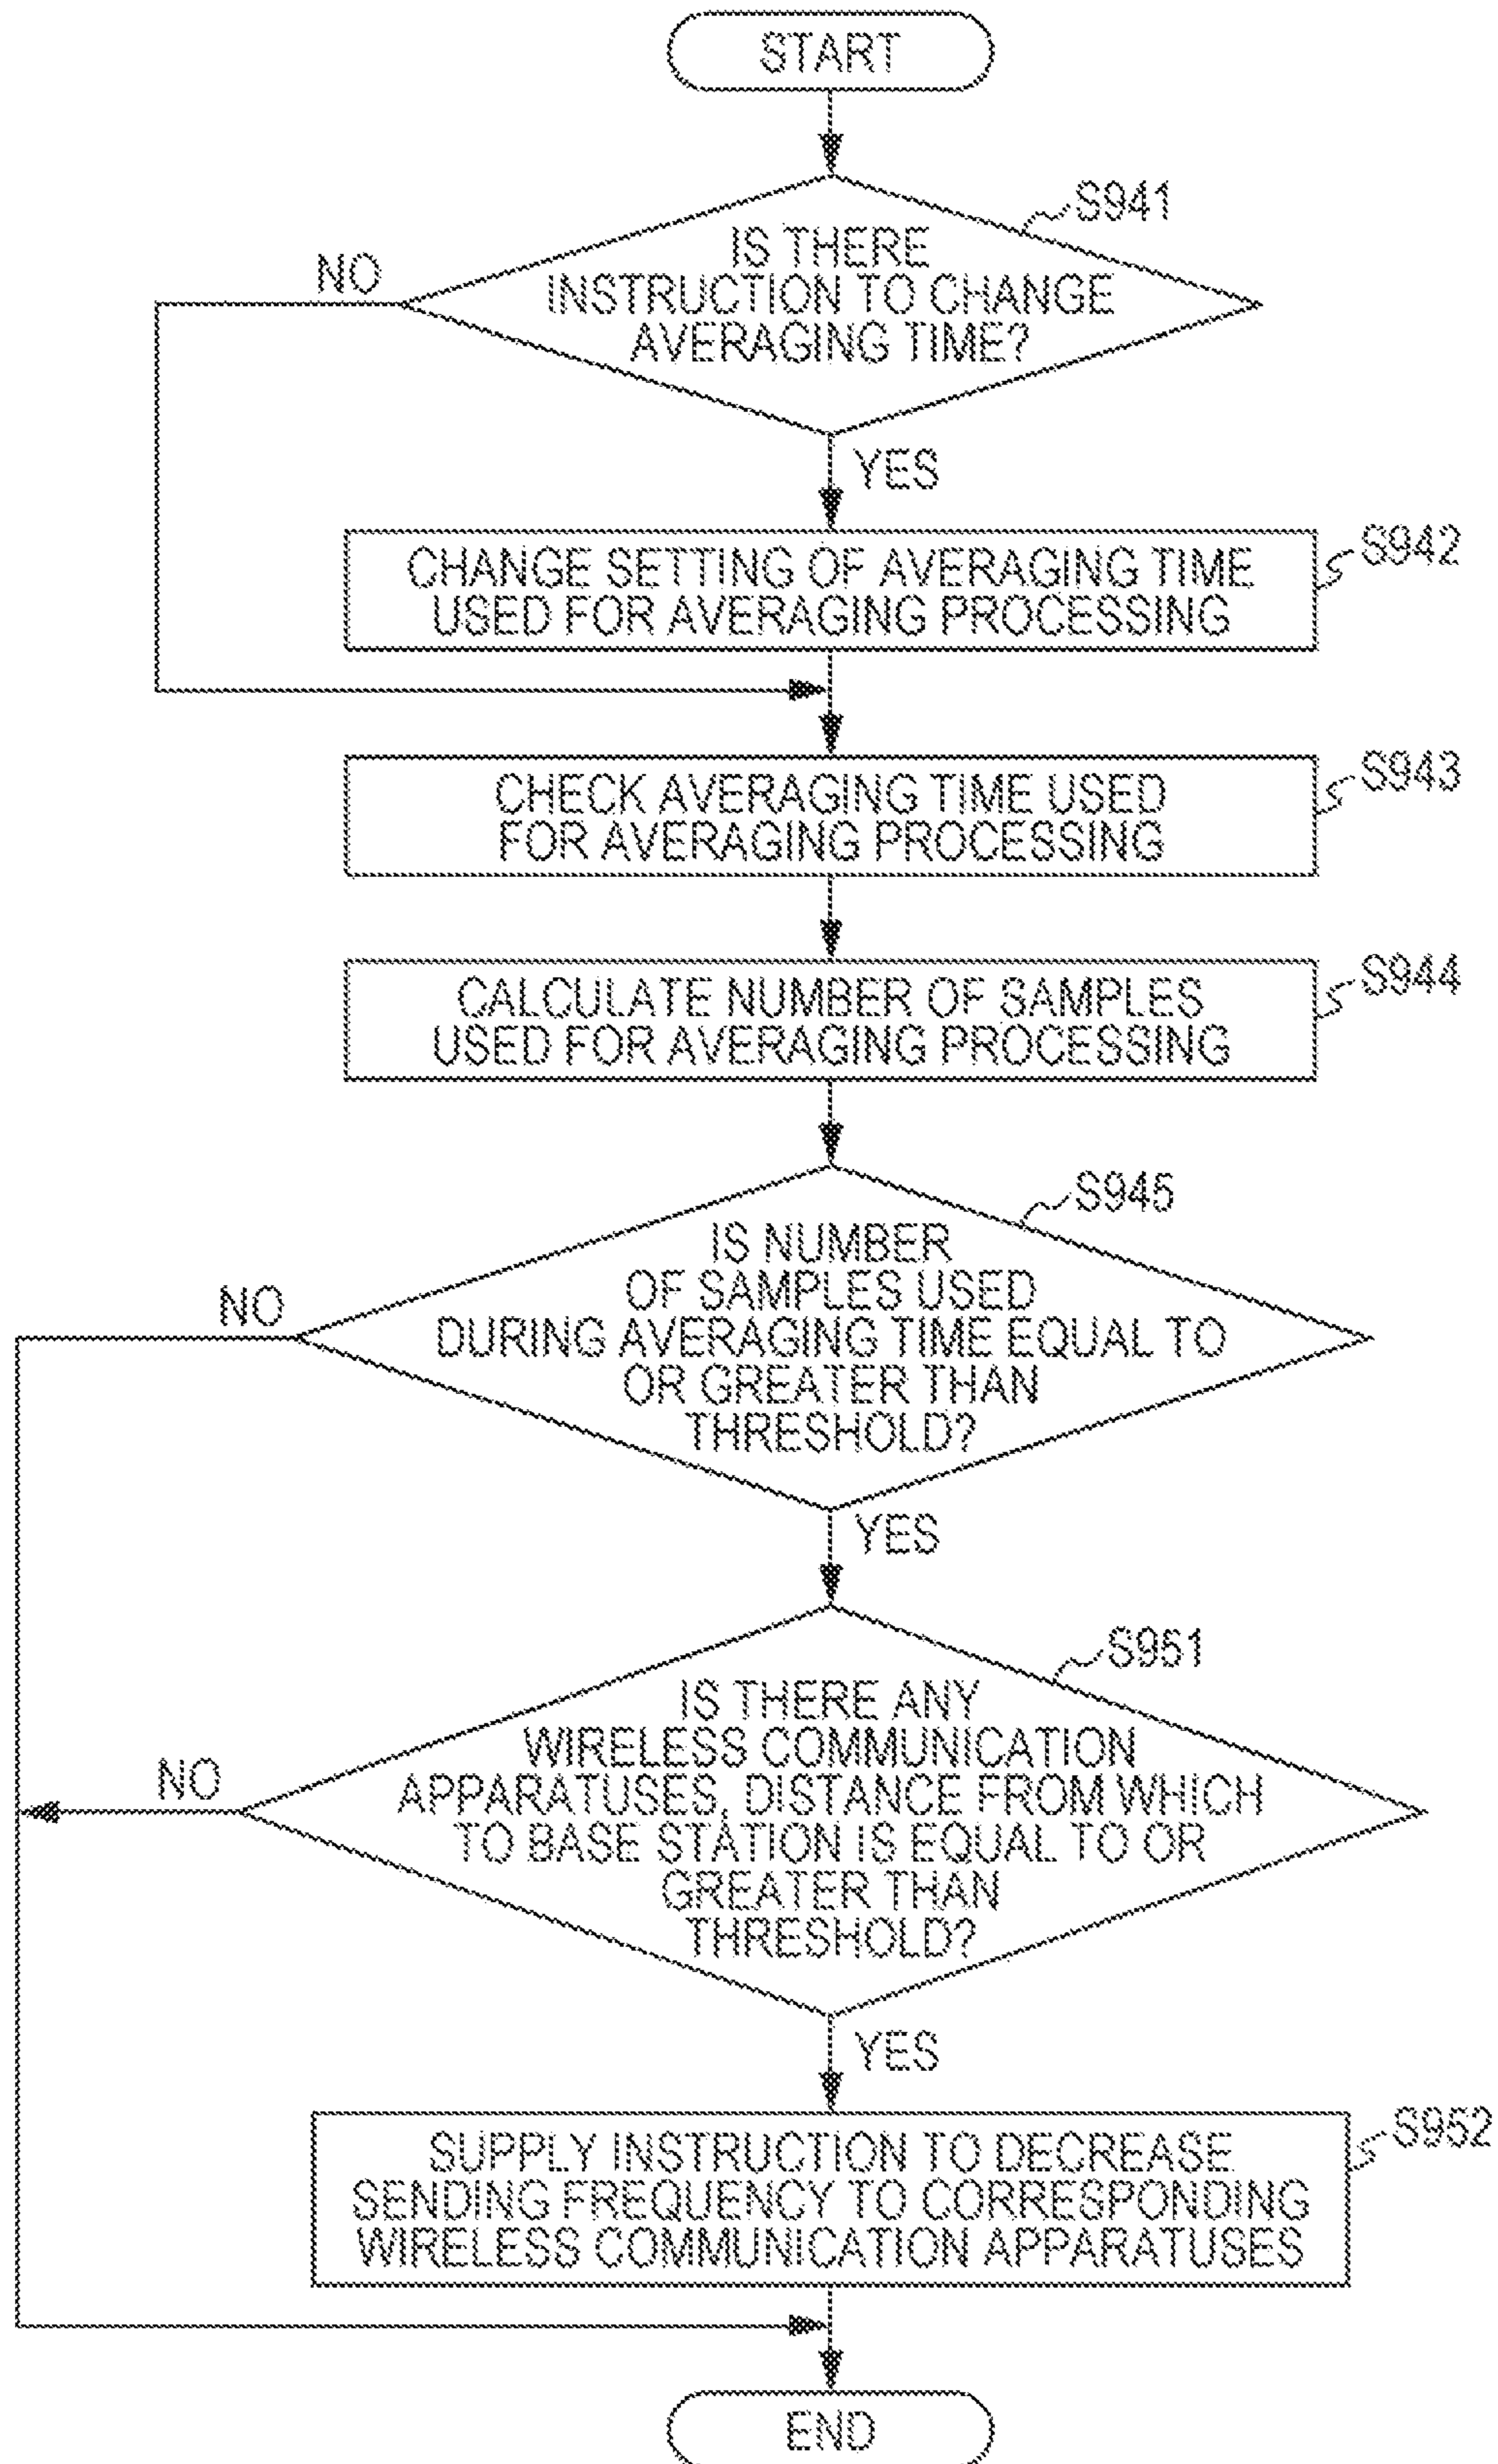 START
S941
IS THERE
INSTRUCTION TO CHANGE
AVERAGING TIME?
NO
YES
CHANGE SETTING OF AVERAGING TIME
USED FOR AVERAGING PROCESSING
S942
CHECK AVERAGING TIME USED
FOR AVERAGING PROCESSING
S943
CALCULATE NUMBER OF SAMPLES
USED FOR AVERAGING PROCESSING
S944
S945
IS NUMBER
OF SAMPLES USED
DURING AVERAGING TIME EQUAL TO
OR GREATER THAN
THRESHOLD?
NO
YES
S951
IS THERE ANY
WIRELESS COMMUNICATION
APPARATUSES, DISTANCE FROM WHICH
TO BASE STATION IS EQUAL TO OR
GREATER THAN
THRESHOLD?
NO
YES
SUPPLY INSTRUCTION TO DECREASE
SENDING FREQUENCY TO CORRESPONDING
WIRELESS COMMUNICATION APPARATUSES
S952
END